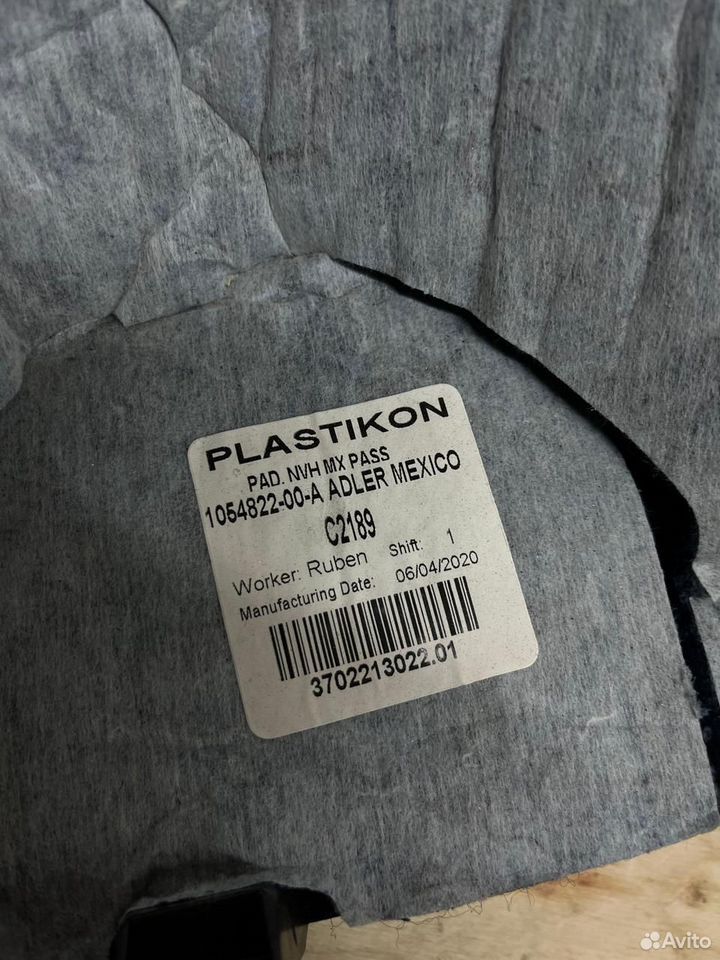 PLASTIKON
PAD. NVH MX PASS
1054822-00-A ADLER MEXICO
C2189
Worker: Ruben Shift: 1
Manufacturing Date: 06/04/2020
3702213022.01
Avito